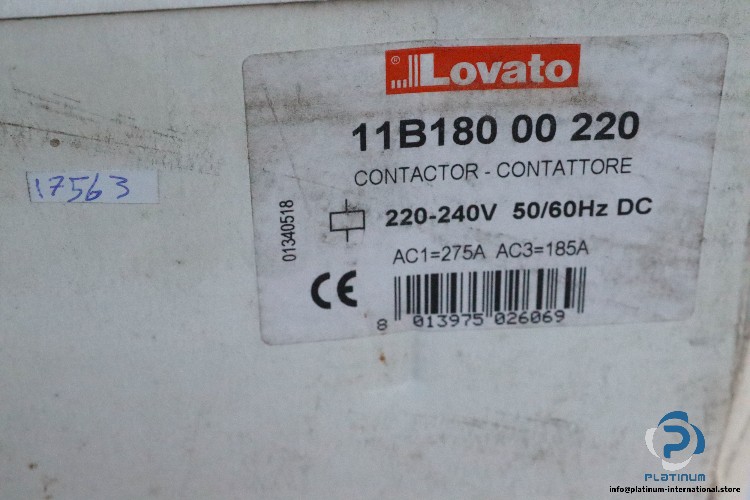 Lovato
11B180 00 220
CONTACTOR - CONTATTORE
17563
01340518
220-240V 50/60Hz DC
AC1=275A AC3=185A
CE
8 013975 026069
PLATINUM
info@platinum-international.store